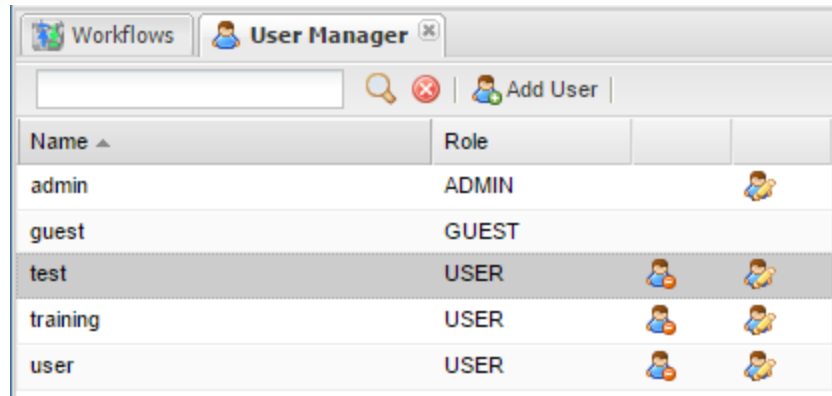 Workflows User Manager
Add User
Name Role
admin ADMIN
guest GUEST
test USER
training USER
user USER